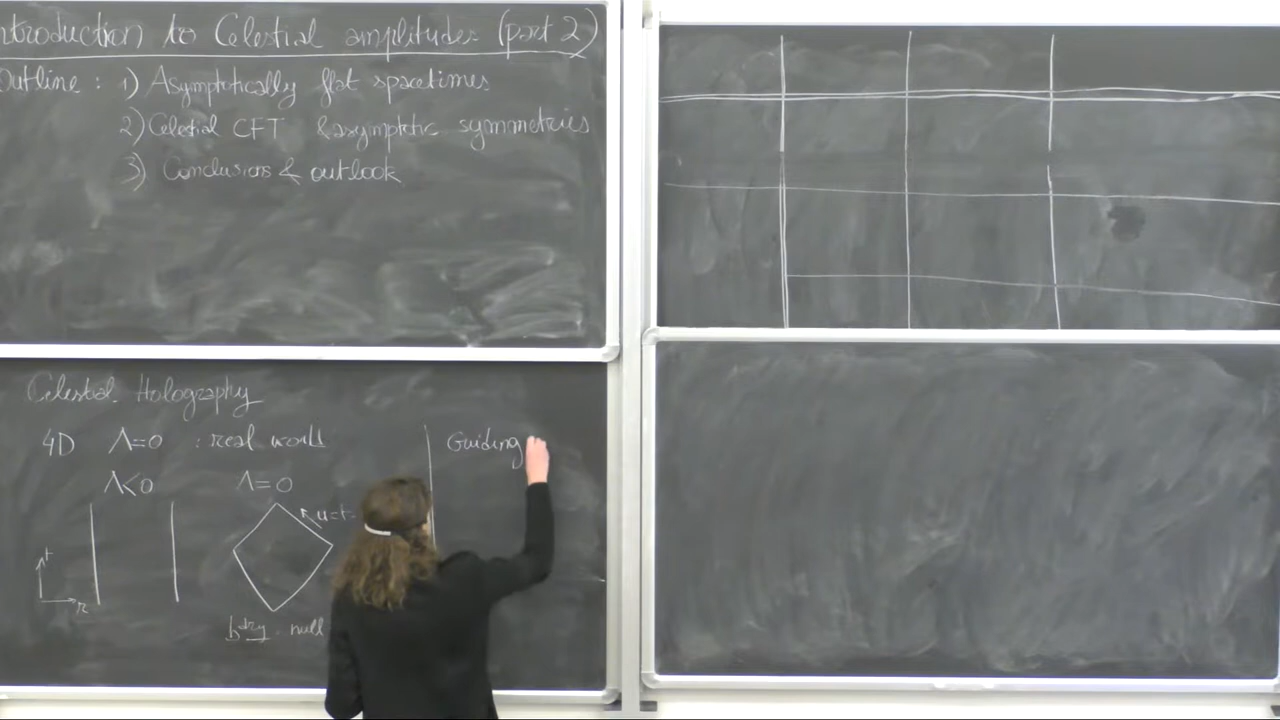 ntroduction to Celestial amplitudes (part 2)
Outline : 1) Asymptotically flat spacetimes
2) Celestial CFT & asymptotic symmetries
3) Conclusions & outlook
Celestial Holography
4D Λ=0 : real world
Λ<0 Λ=0
u=t-
t
r
bdry : null
Guiding